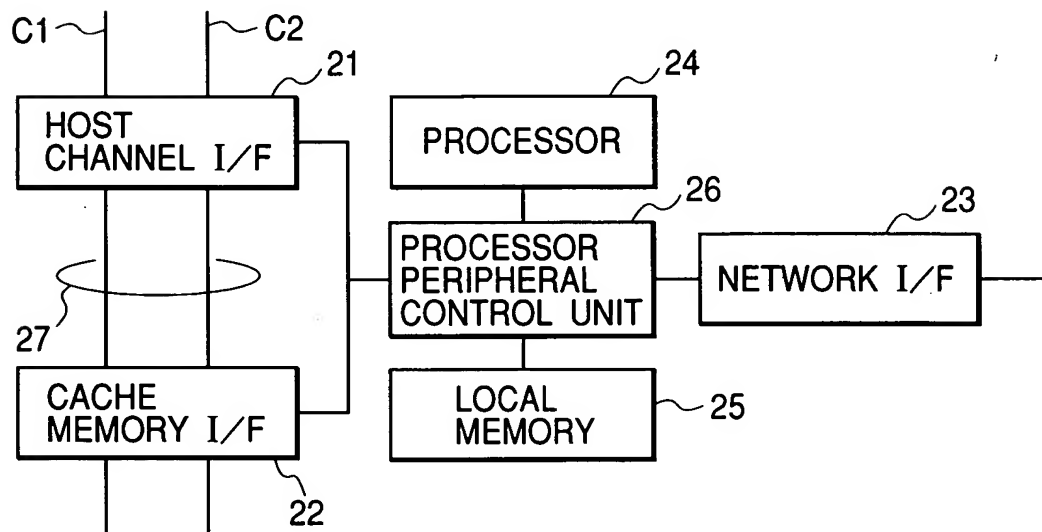 C1
C2
21
HOST
CHANNEL I/F
24
PROCESSOR
26
PROCESSOR
PERIPHERAL
CONTROL UNIT
23
NETWORK I/F
27
CACHE
MEMORY I/F
22
LOCAL
MEMORY
25